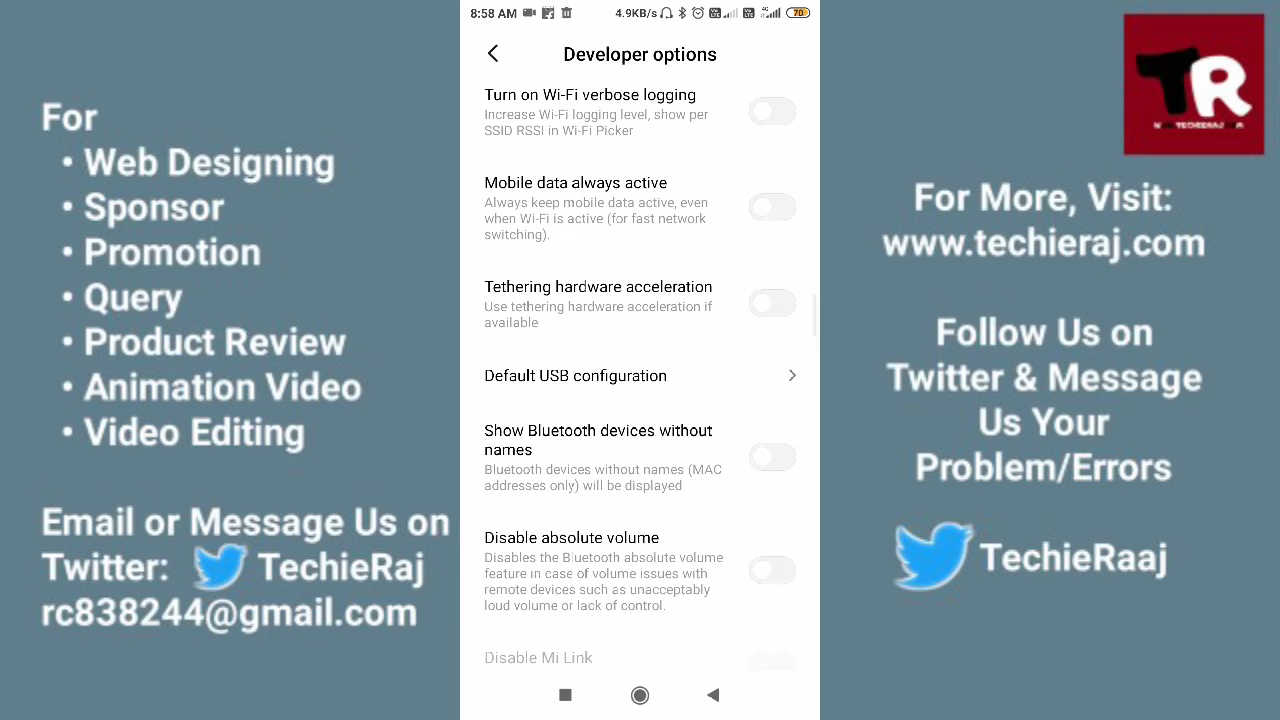 For
• Web Designing
• Sponsor
• Promotion
• Query
• Product Review
• Animation Video
• Video Editing
Email or Message Us on
Twitter: TechieRaj
rc838244@gmail.com
8:58 AM 4.9KB/s 4G 70
Developer options
Turn on Wi-Fi verbose logging
Increase Wi-Fi logging level, show per
SSID RSSI in Wi-Fi Picker
Mobile data always active
Always keep mobile data active, even
when Wi-Fi is active (for fast network
switching).
Tethering hardware acceleration
Use tethering hardware acceleration if
available
Default USB configuration
Show Bluetooth devices without
names
Bluetooth devices without names (MAC
addresses only) will be displayed
Disable absolute volume
Disables the Bluetooth absolute volume
feature in case of volume issues with
remote devices such as unacceptably
loud volume or lack of control.
Disable Mi Link
TR
For More, Visit:
www.techieraj.com
Follow Us on
Twitter & Message
Us Your
Problem/Errors
TechieRaaj